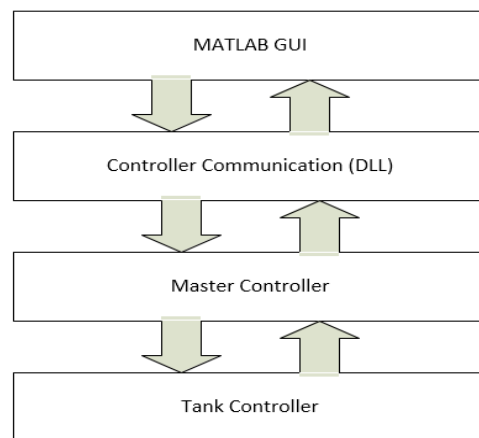 MATLAB GUI
Controller Communication (DLL)
Master Controller
Tank Controller